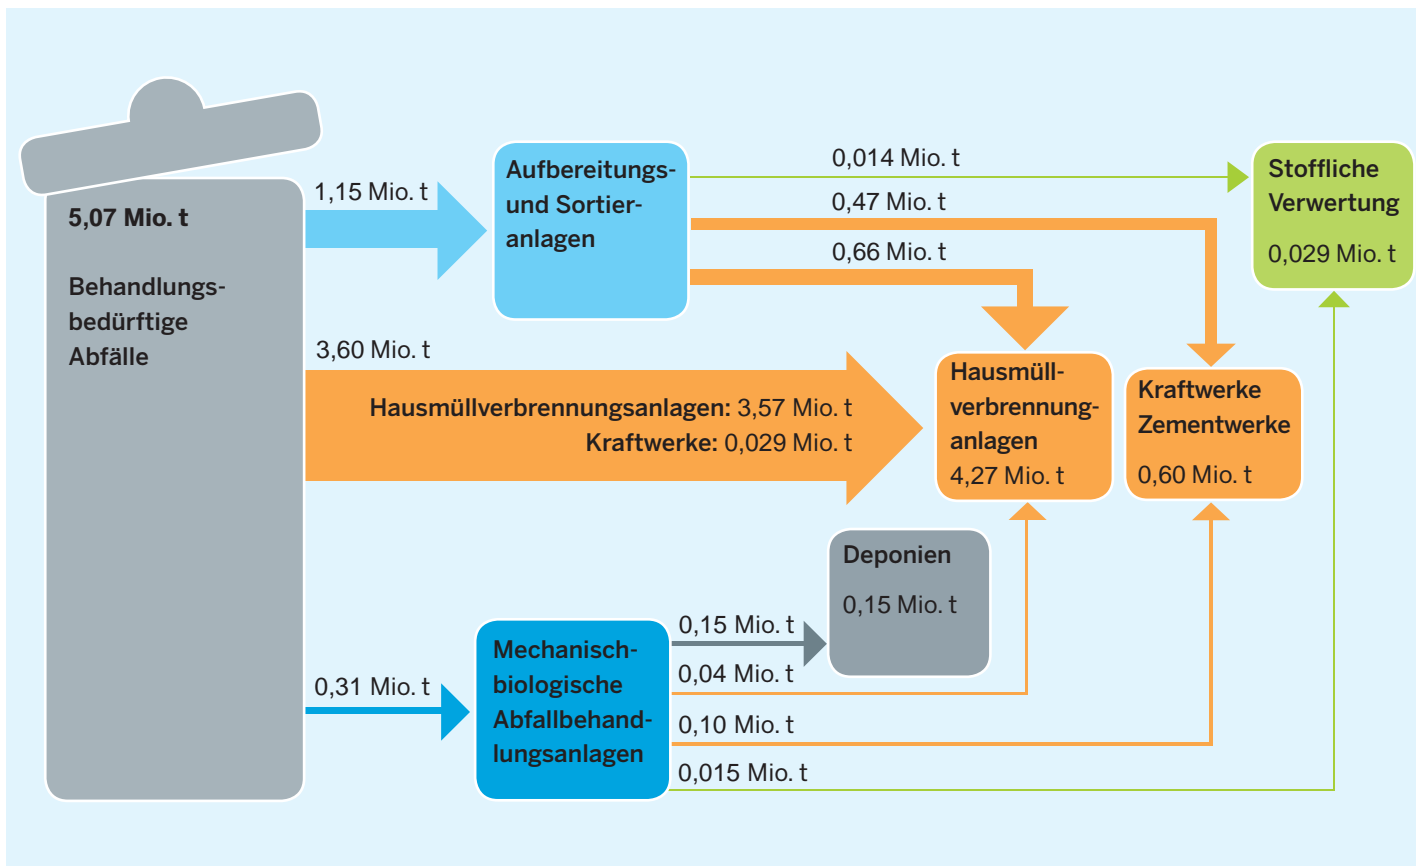 5,07 Mio. t
Behandlungs-
bedürftige
Abfälle
1,15 Mio. t
Aufbereitungs-
und Sortier-
anlagen
0,014 Mio. t
0,47 Mio. t
0,66 Mio. t
Stoffliche
Verwertung
0,029 Mio. t
3,60 Mio. t
Hausmüllverbrennungsanlagen: 3,57 Mio. t
Kraftwerke: 0,029 Mio. t
Hausmüll-
verbrennung-
anlagen
4,27 Mio. t
Kraftwerke
Zementwerke
0,60 Mio. t
Deponien
0,15 Mio. t
0,31 Mio. t
Mechanisch-
biologische
Abfallbehand-
lungsanlagen
0,15 Mio. t
0,04 Mio. t
0,10 Mio. t
0,015 Mio. t